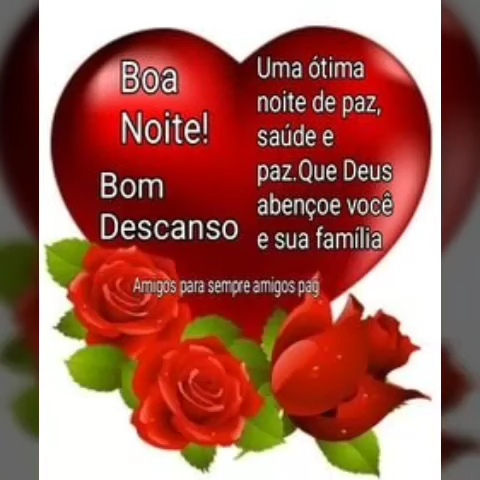 Boa
Noite!
Bom
Descanso
Uma ótima
noite de paz,
saúde e
paz.Que Deus
abençoe você
e sua família
Amigos para sempre amigos pag